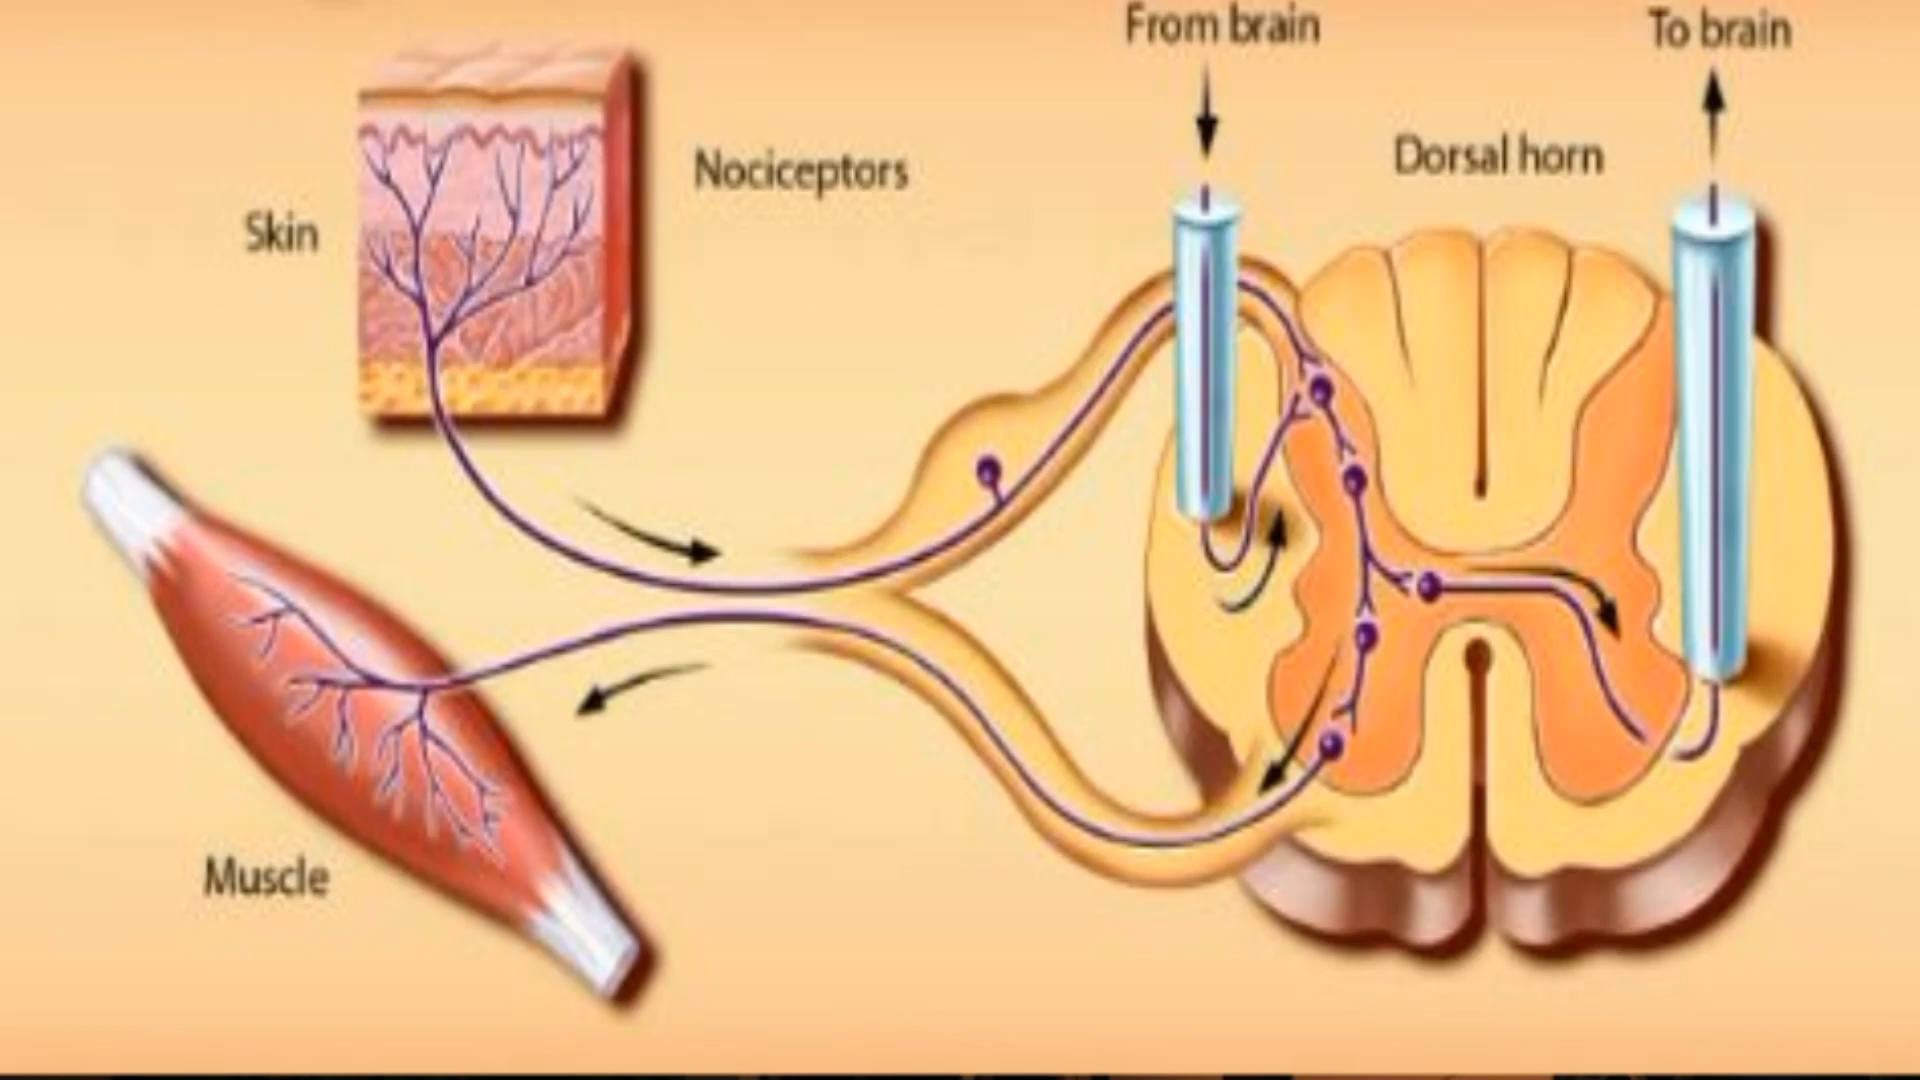 From brain
To brain
Dorsal horn
Nociceptors
Skin
Muscle